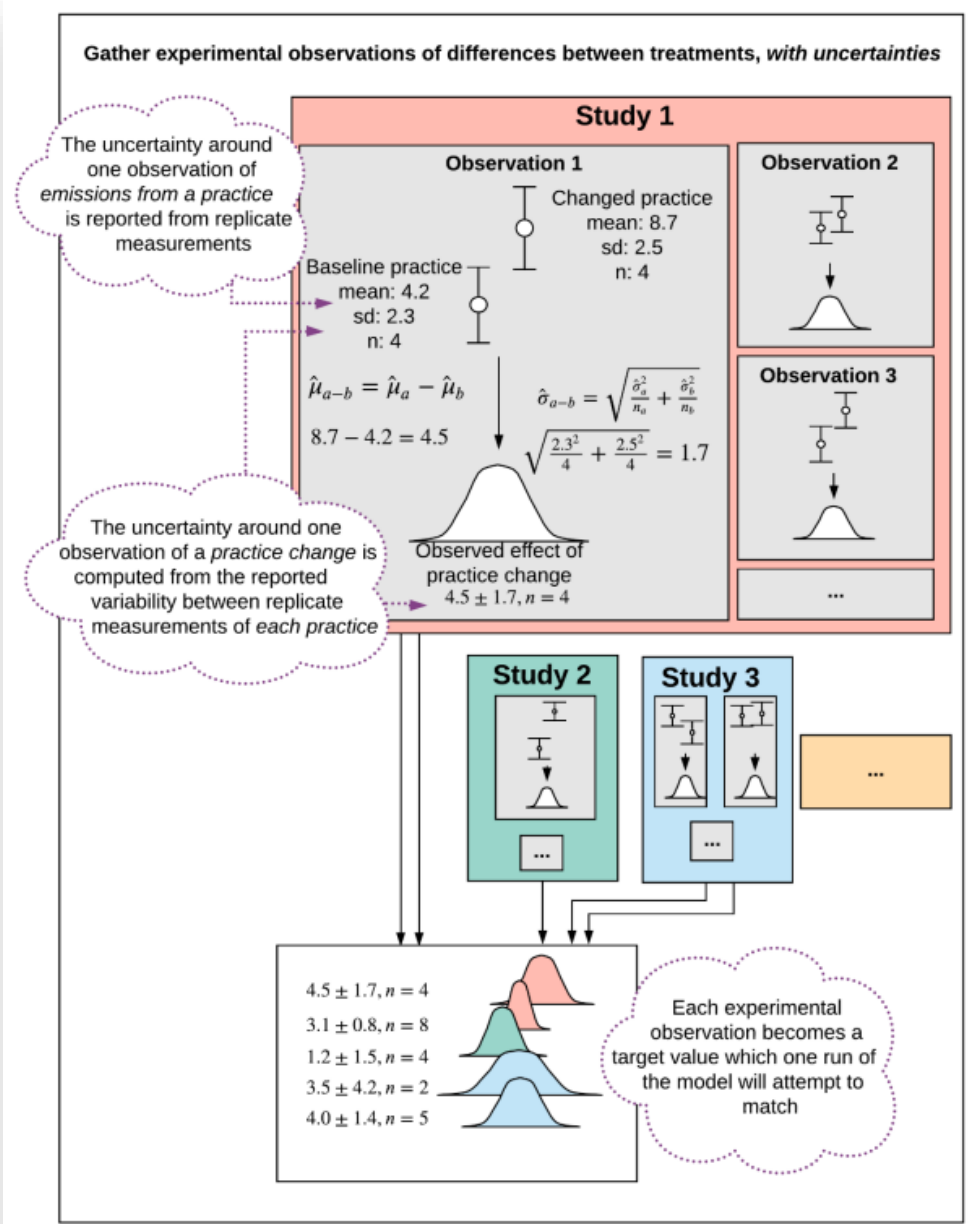 Gather experimental observations of differences between treatments, with uncertainties
Study 1
The uncertainty around
one observation of
emissions from a practice
is reported from replicate
measurements
Observation 1
Changed practice
mean: 8.7
sd: 2.5
n: 4
Baseline practice
mean: 4.2
sd: 2.3
n: 4
μ̂ₐ₋b = μ̂ₐ − μ̂b
8.7 − 4.2 = 4.5
σ̂ₐ₋b = √(σ̂ₐ²/nₐ + σ̂b²/nb)
√(2.3²/4 + 2.5²/4) = 1.7
Observed effect of
practice change
4.5 ± 1.7, n = 4
The uncertainty around one
observation of a practice change is
computed from the reported
variability between replicate
measurements of each practice
Observation 2
Observation 3
...
Study 2
...
Study 3
...
...
4.5 ± 1.7, n = 4
3.1 ± 0.8, n = 8
1.2 ± 1.5, n = 4
3.5 ± 4.2, n = 2
4.0 ± 1.4, n = 5
Each experimental
observation becomes a
target value which one run of
the model will attempt to
match